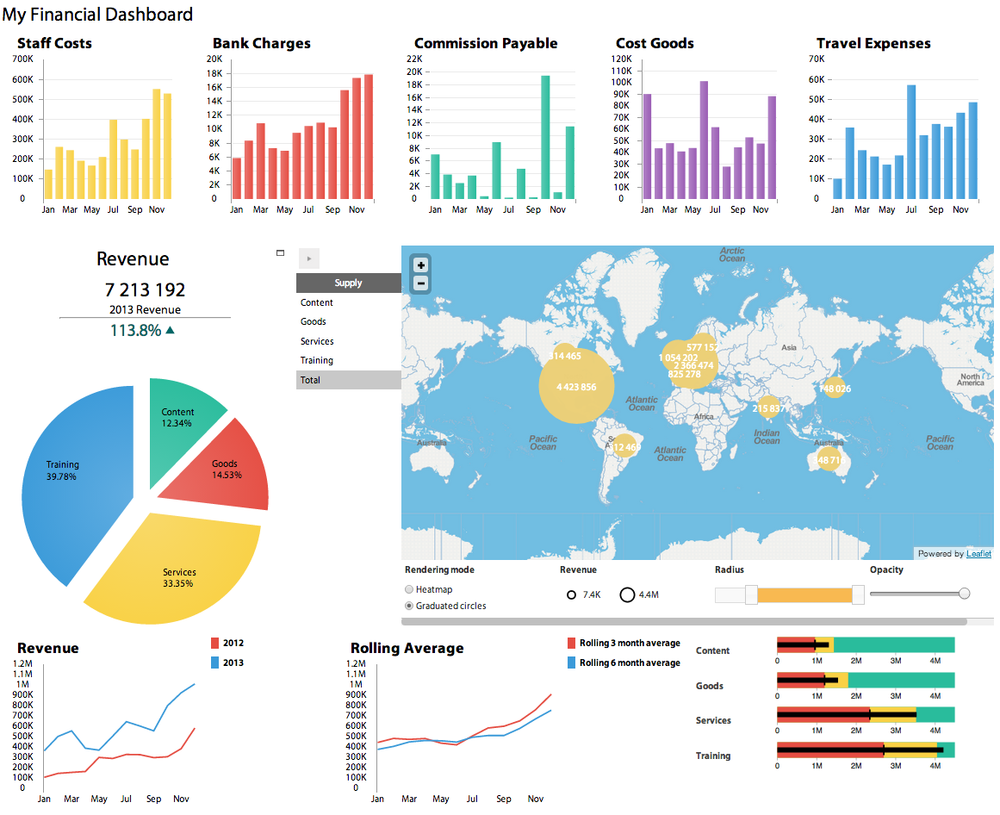 My Financial Dashboard
Staff Costs
700K
600K
500K
400K
300K
200K
100K
0
Jan Mar May Jul Sep Nov
Bank Charges
20K
18K
16K
14K
12K
10K
8K
6K
4K
2K
0
Jan Mar May Jul Sep Nov
Commission Payable
22K
20K
18K
16K
14K
12K
10K
8K
6K
4K
2K
0
Jan Mar May Jul Sep Nov
Cost Goods
120K
110K
100K
90K
80K
70K
60K
50K
40K
30K
20K
10K
0
Jan Mar May Jul Sep Nov
Travel Expenses
70K
60K
50K
40K
30K
20K
10K
0
Jan Mar May Jul Sep Nov
Revenue
7 213 192
2013 Revenue
113.8%
Content
12.34%
Goods
14.53%
Training
39.78%
Services
33.35%
Supply
Content
Goods
Services
Training
Total
+
−
Arctic
Ocean
Asia
North
America
Atlantic
Ocean
Africa
Pacific
Ocean
Atlantic
Ocean
Indian
Ocean
Australia
Australia
Pacific
Ocean
314 465
4 423 856
1 054 202
2 366 474
825 278
215 837
Powered by Leaflet
Rendering mode
Heatmap
Graduated circles
Revenue
7.4K
4.4M
Radius
Opacity
Revenue
2012
2013
1.2M
1.1M
1M
900K
800K
700K
600K
500K
400K
300K
200K
100K
0
Jan Mar May Jul Sep Nov
Rolling Average
Rolling 3 month average
Rolling 6 month average
1.2M
1.1M
1M
900K
800K
700K
600K
500K
400K
300K
200K
100K
0
Jan Mar May Jul Sep Nov
Content
0 1M 2M 3M 4M
Goods
0 1M 2M 3M 4M
Services
0 1M 2M 3M 4M
Training
0 1M 2M 3M 4M